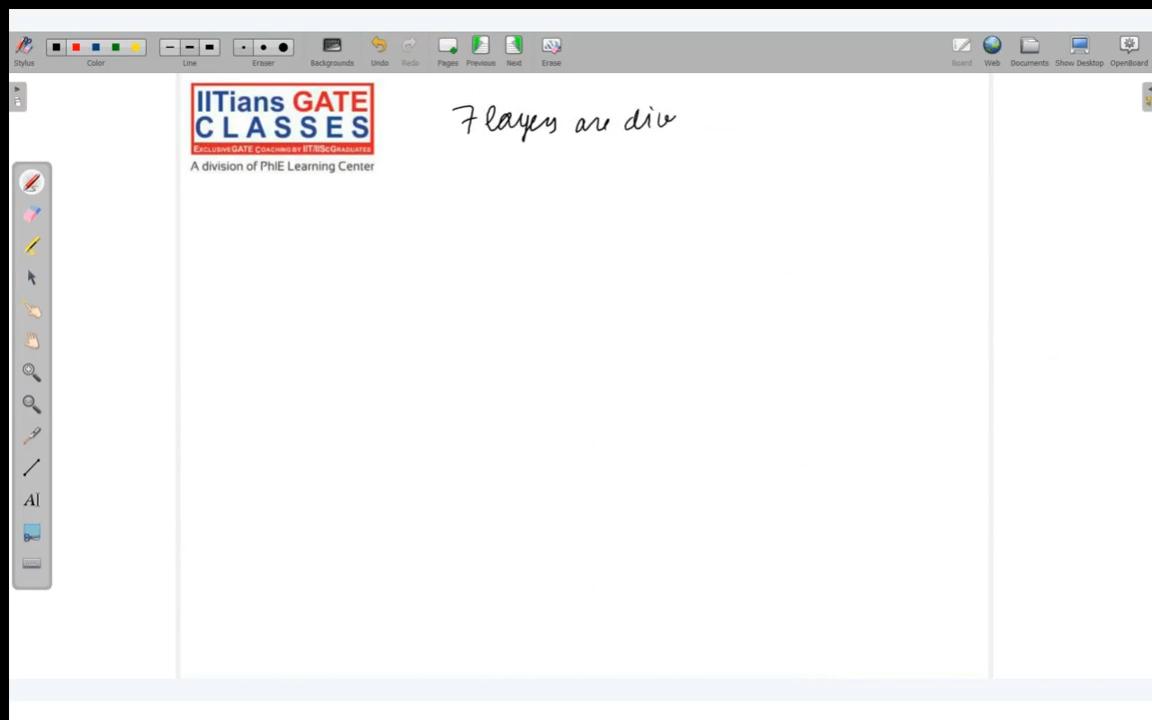 Stylus
Color
Line
Eraser
Backgrounds
Undo
Redo
Pages
Previous
Next
Erase
Board
Web
Documents
Show Desktop
OpenBoard
IITians GATE
CLASSES
EXCLUSIVE GATE COACHING BY IIT/IISc GRADUATES
A division of PhIE Learning Center
7 layers are div
AI